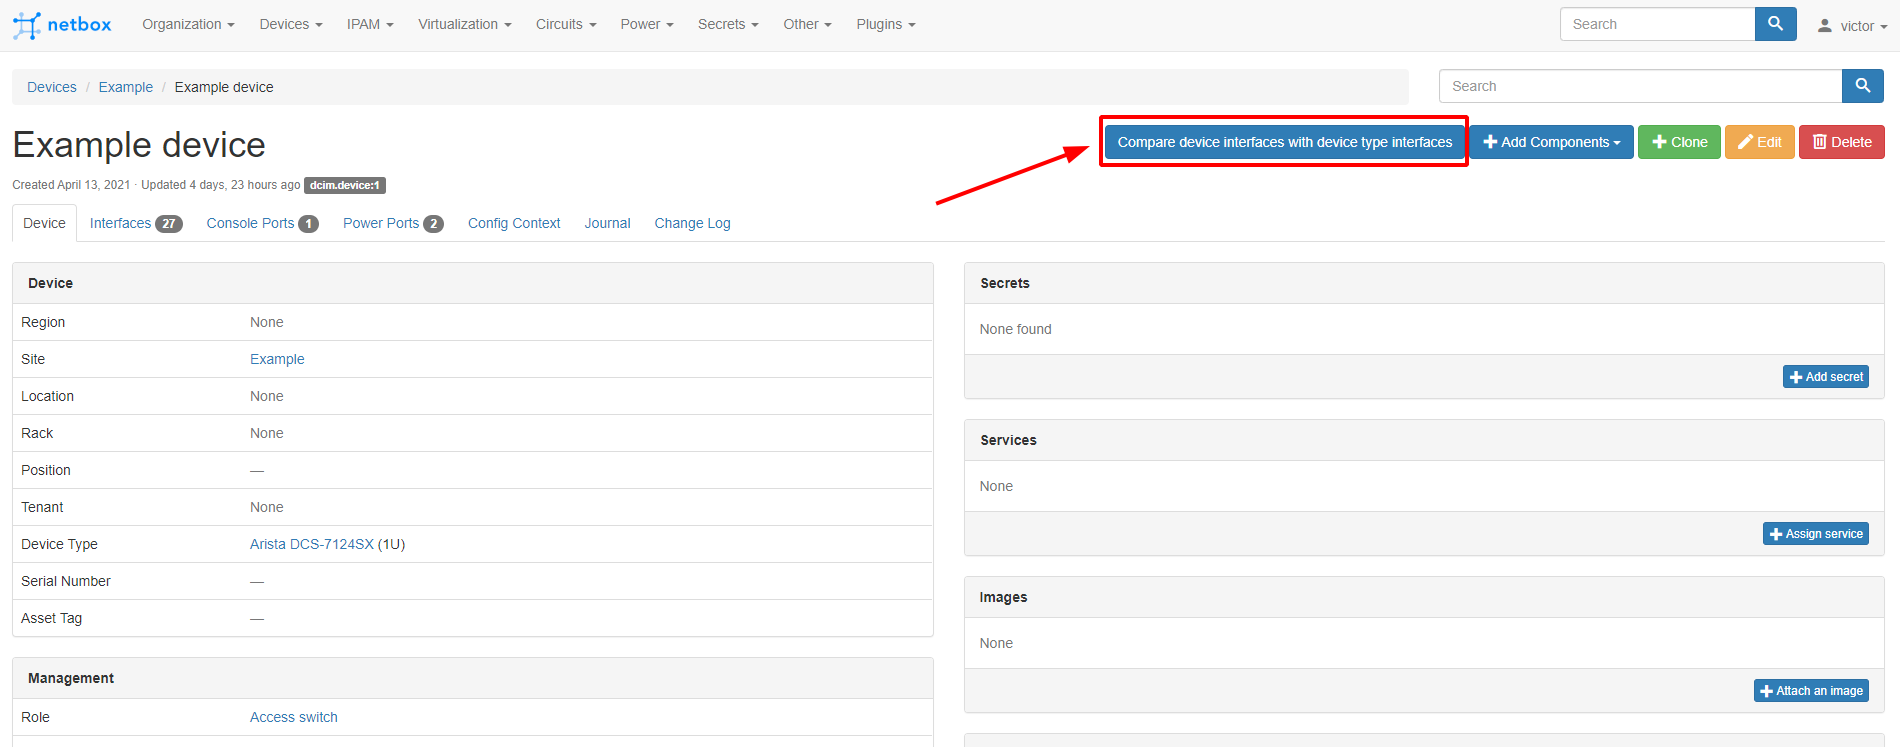 netbox Organization Devices IPAM Virtualization Circuits Power Secrets Other Plugins Search victor
Devices / Example / Example device Search
Example device
Compare device interfaces with device type interfaces Add Components Clone Edit Delete
Created April 13, 2021 · Updated 4 days, 23 hours ago dcim.device:1
Device Interfaces 27 Console Ports 1 Power Ports 2 Config Context Journal Change Log
Device
Region None
Site Example
Location None
Rack None
Position —
Tenant None
Device Type Arista DCS-7124SX (1U)
Serial Number —
Asset Tag —
Management
Role Access switch
Secrets
None found
Add secret
Services
None
Assign service
Images
None
Attach an image